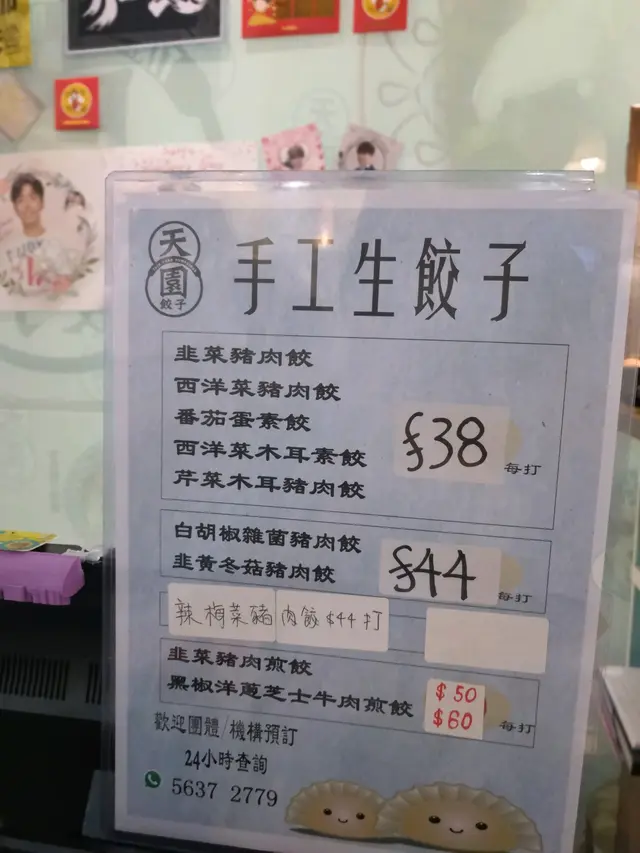 天
園
餃子
手工生餃子
韭菜豬肉餃
西洋菜豬肉餃
番茄蛋素餃
西洋菜木耳素餃
芹菜木耳豬肉餃
$38 每打
白胡椒雜菌豬肉餃
韭黃冬菇豬肉餃
$44 每打
辣梅菜豬肉餃 $44 打
韭菜豬肉煎餃
黑椒洋蔥芝士牛肉煎餃
$50
$60 每打
歡迎團體/機構預訂
24小時查詢
5637 2779